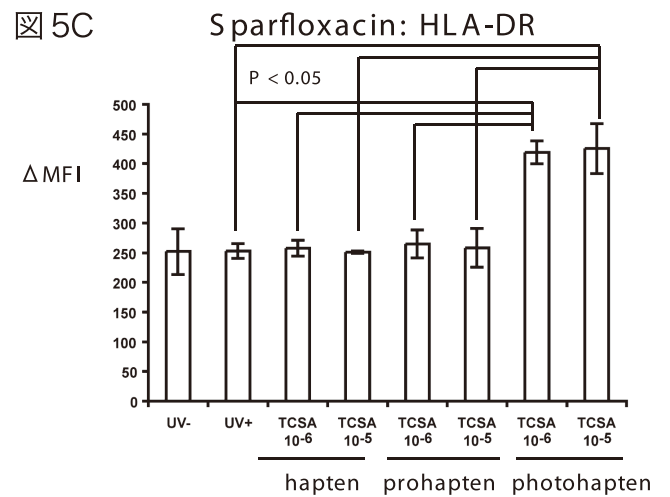 図 5C
Sparfloxacin: HLA-DR
P < 0.05
Δ MFI
500
450
400
350
300
250
200
150
100
50
0
UV- UV+ TCSA TCSA TCSA TCSA TCSA TCSA
10-6 10-5 10-6 10-5 10-6 10-5
hapten prohapten photohapten